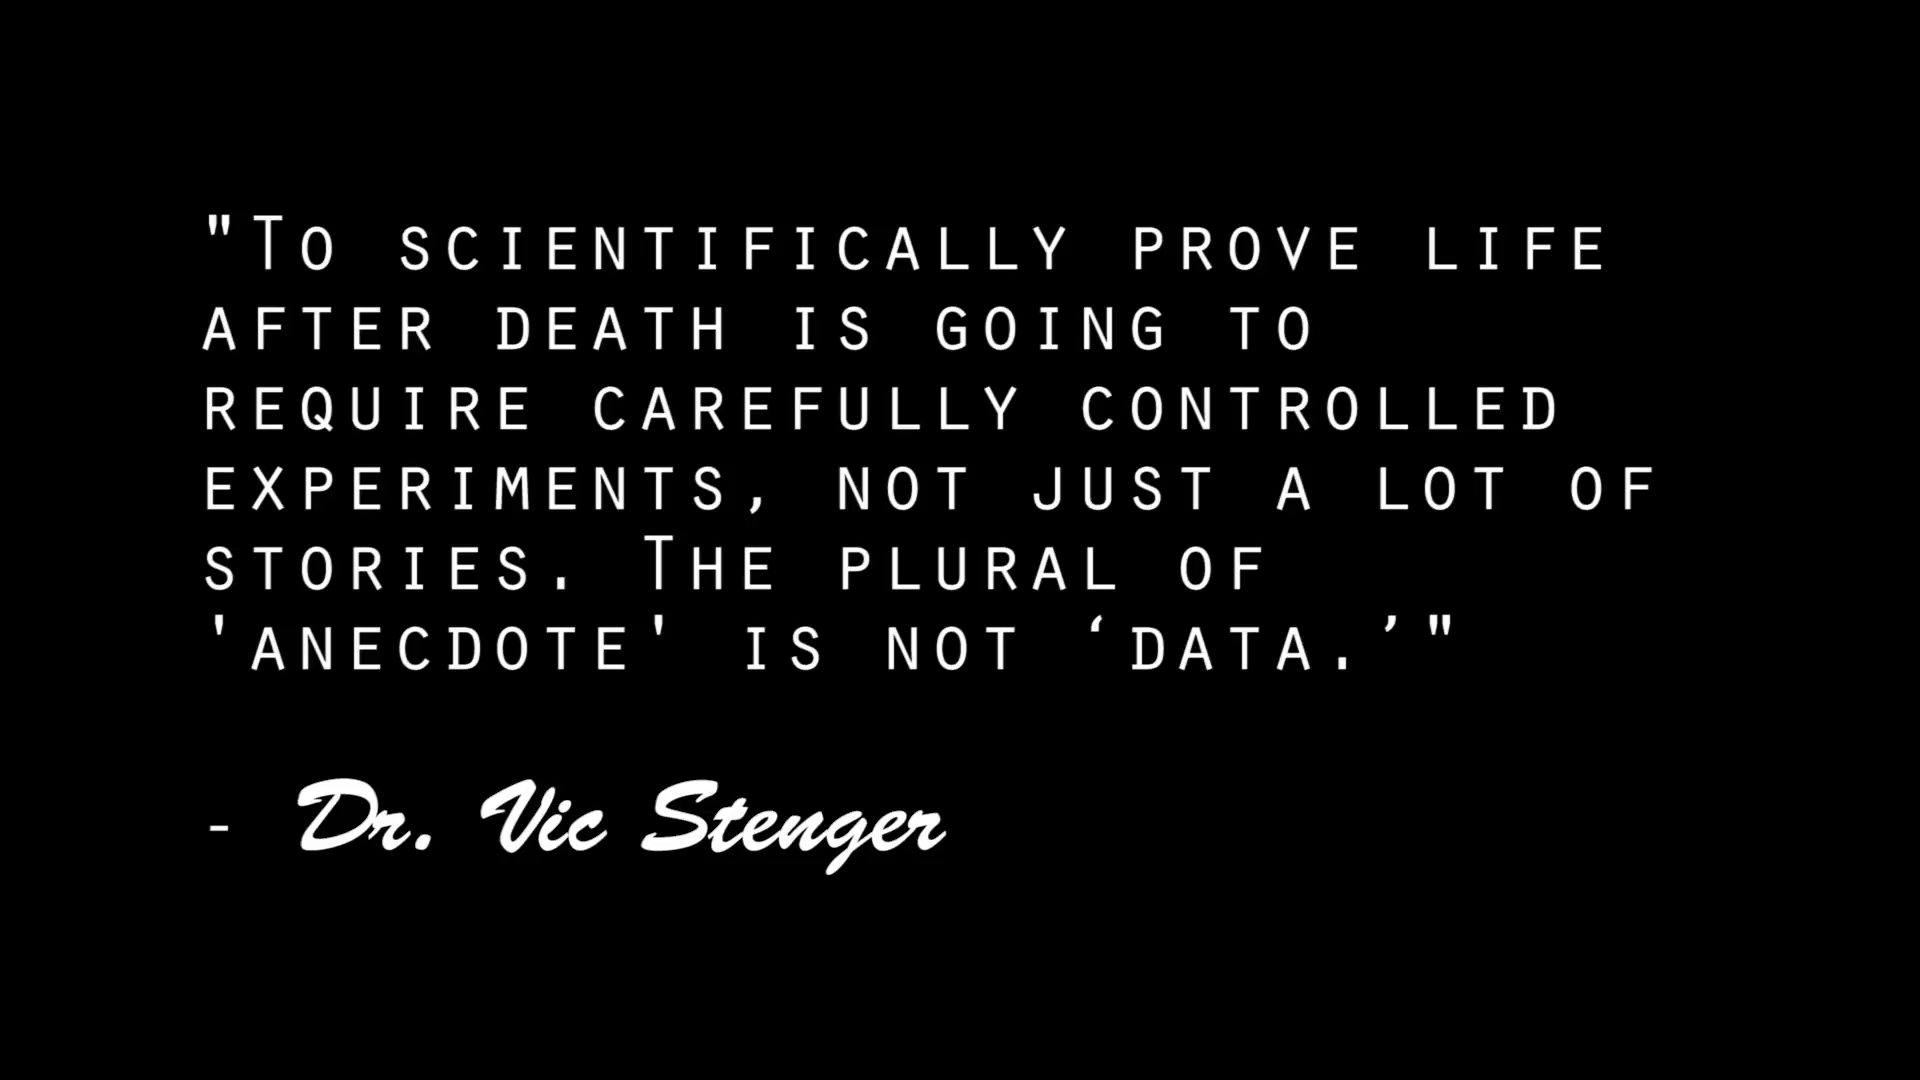 "To scientifically prove life
after death is going to
require carefully controlled
experiments, not just a lot of
stories. The plural of
'anecdote' is not ‘data.’"
- Dr. Vic Stenger